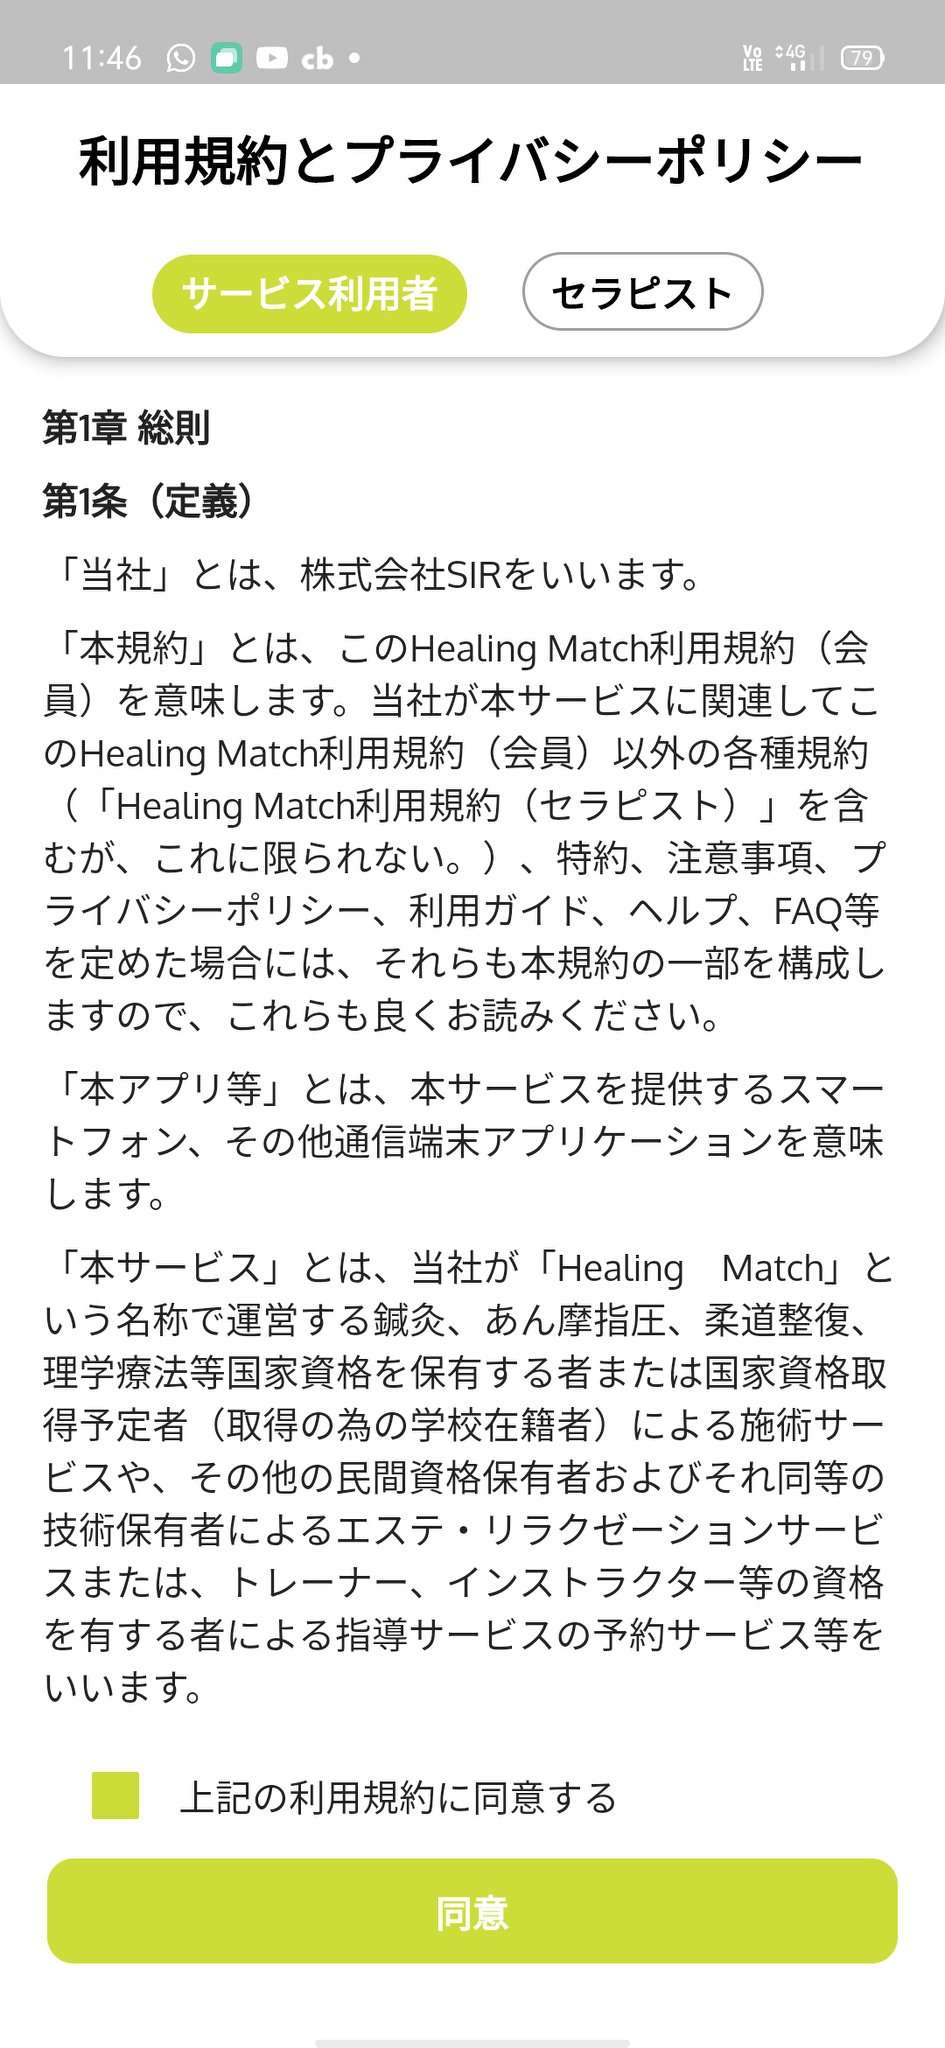 11:46 cb Vo LTE 4G 79
利用規約とプライバシーポリシー
サービス利用者 セラピスト
第1章 総則
第1条（定義）
「当社」とは、株式会社SIRをいいます。
「本規約」とは、このHealing Match利用規約（会
員）を意味します。当社が本サービスに関連してこ
のHealing Match利用規約（会員）以外の各種規約
（「Healing Match利用規約（セラピスト）」を含
むが、これに限られない。）、特約、注意事項、プ
ライバシーポリシー、利用ガイド、ヘルプ、FAQ等
を定めた場合には、それらも本規約の一部を構成し
ますので、これらも良くお読みください。
「本アプリ等」とは、本サービスを提供するスマー
トフォン、その他通信端末アプリケーションを意味
します。
「本サービス」とは、当社が「Healing　Match」と
いう名称で運営する鍼灸、あん摩指圧、柔道整復、
理学療法等国家資格を保有する者または国家資格取
得予定者（取得の為の学校在籍者）による施術サー
ビスや、その他の民間資格保有者およびそれ同等の
技術保有者によるエステ・リラクゼーションサービ
スまたは、トレーナー、インストラクター等の資格
を有する者による指導サービスの予約サービス等を
いいます。
上記の利用規約に同意する
同意